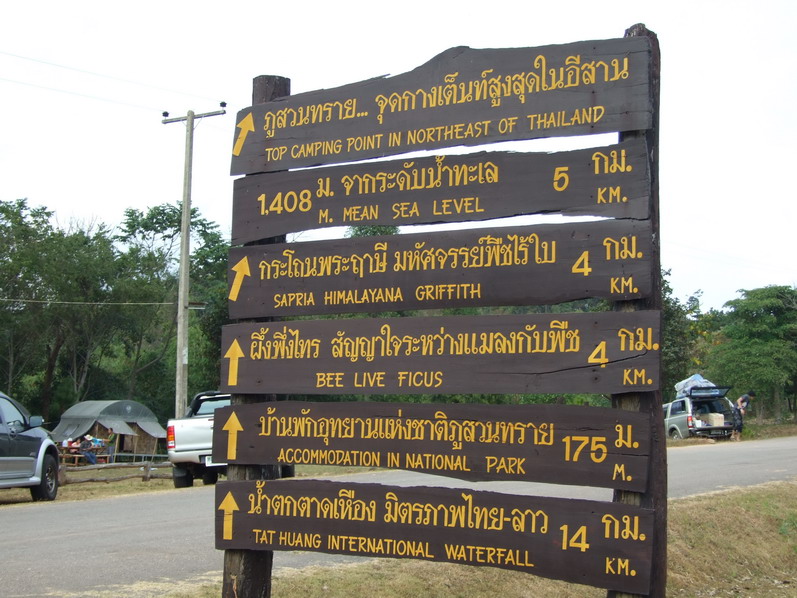 ภูสวนทราย... จุดกางเต็นท์สูงสุดในอีสาน
TOP CAMPING POINT IN NORTHEAST OF THAILAND
1,408 ม. จากระดับน้ำทะเล 5 กม.
M. MEAN SEA LEVEL KM.
กระโถนพระฤาษี มหัศจรรย์พืชไร้ใบ 4 กม.
SAPRIA HIMALAYANA GRIFFITH KM.
ผึ้งพึ่งไทร สัญญาใจระหว่างแมลงกับพืช 4 กม.
BEE LIVE FICUS KM.
บ้านพักอุทยานแห่งชาติภูสวนทราย 175 ม.
ACCOMMODATION IN NATIONAL PARK M.
น้ำตกตาดเหือง มิตรภาพไทย-ลาว 14 กม.
TAT HUANG INTERNATIONAL WATERFALL KM.